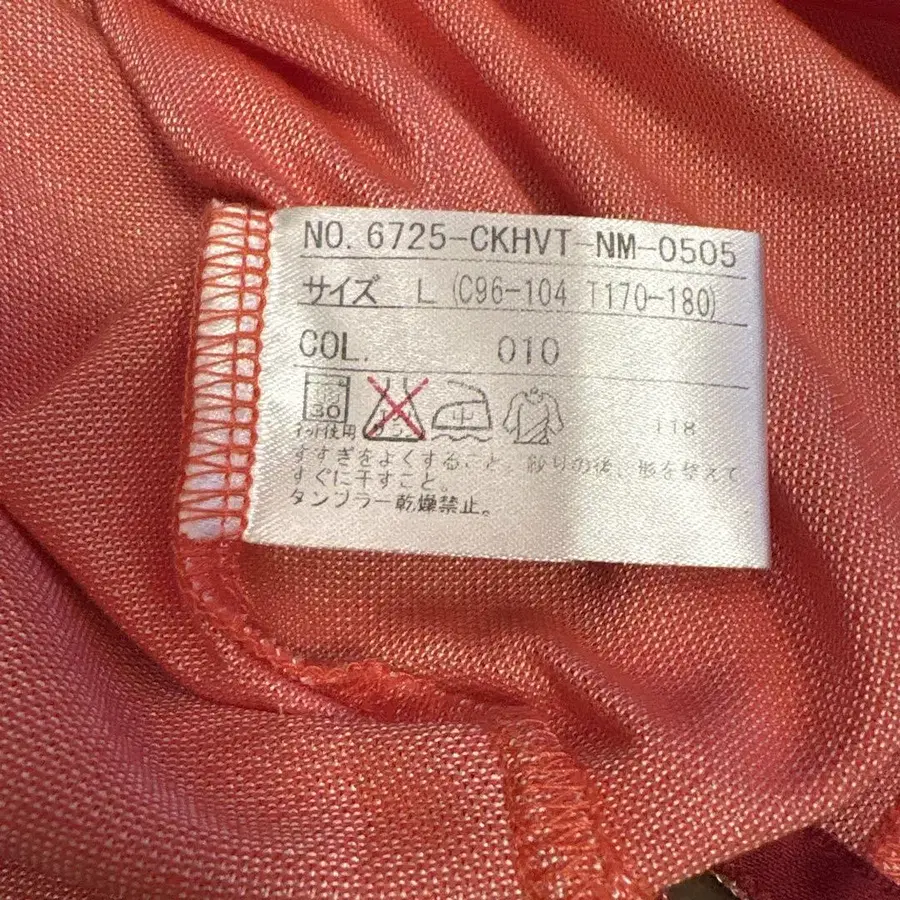 NO. 6725-CKHVT-NM-0505
サイズ L (C96-104 T170-180)
COL. 010
30 中
ネット使用 118
すすぎをよくすること。絞りの後、形を整えて
すぐに干すこと。
タンブラー乾燥禁止。